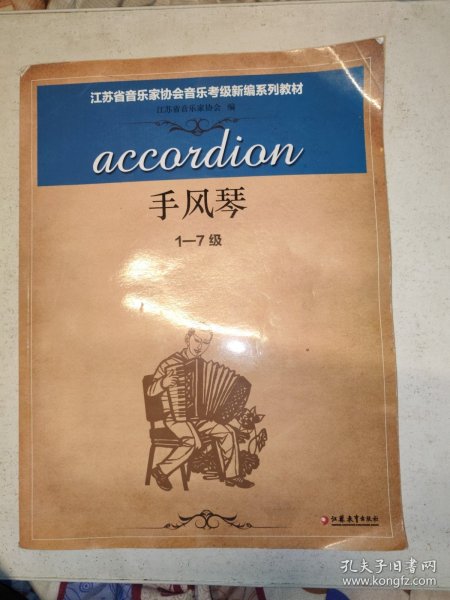 江苏省音乐家协会音乐考级新编系列教材
江苏省音乐家协会 编
accordion
手风琴
1—7 级
江苏教育出版社
孔夫子旧书网
www.kongfz.com